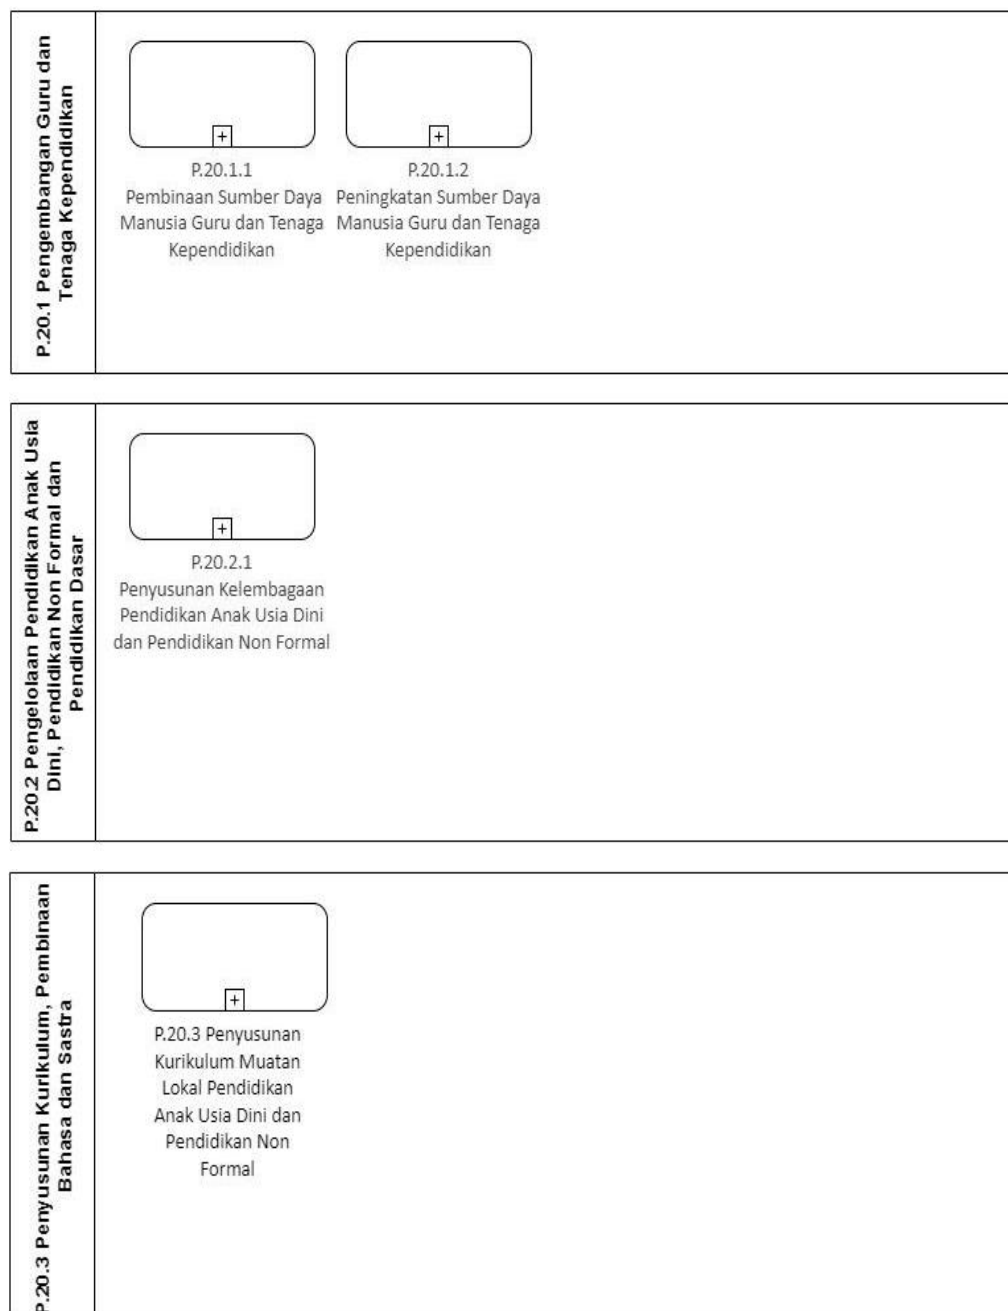 P.20.1 Pengembangan Guru dan
Tenaga Kependidikan
P.20.1.1
Pembinaan Sumber Daya
Manusia Guru dan Tenaga
Kependidikan
P.20.1.2
Peningkatan Sumber Daya
Manusia Guru dan Tenaga
Kependidikan
P.20.2 Pengelolaan Pendidikan Anak Usia
Dini, Pendidikan Non Formal dan
Pendidikan Dasar
P.20.2.1
Penyusunan Kelembagaan
Pendidikan Anak Usia Dini
dan Pendidikan Non Formal
P.20.3 Penyusunan Kurikulum, Pembinaan
Bahasa dan Sastra
P.20.3 Penyusunan
Kurikulum Muatan
Lokal Pendidikan
Anak Usia Dini dan
Pendidikan Non
Formal